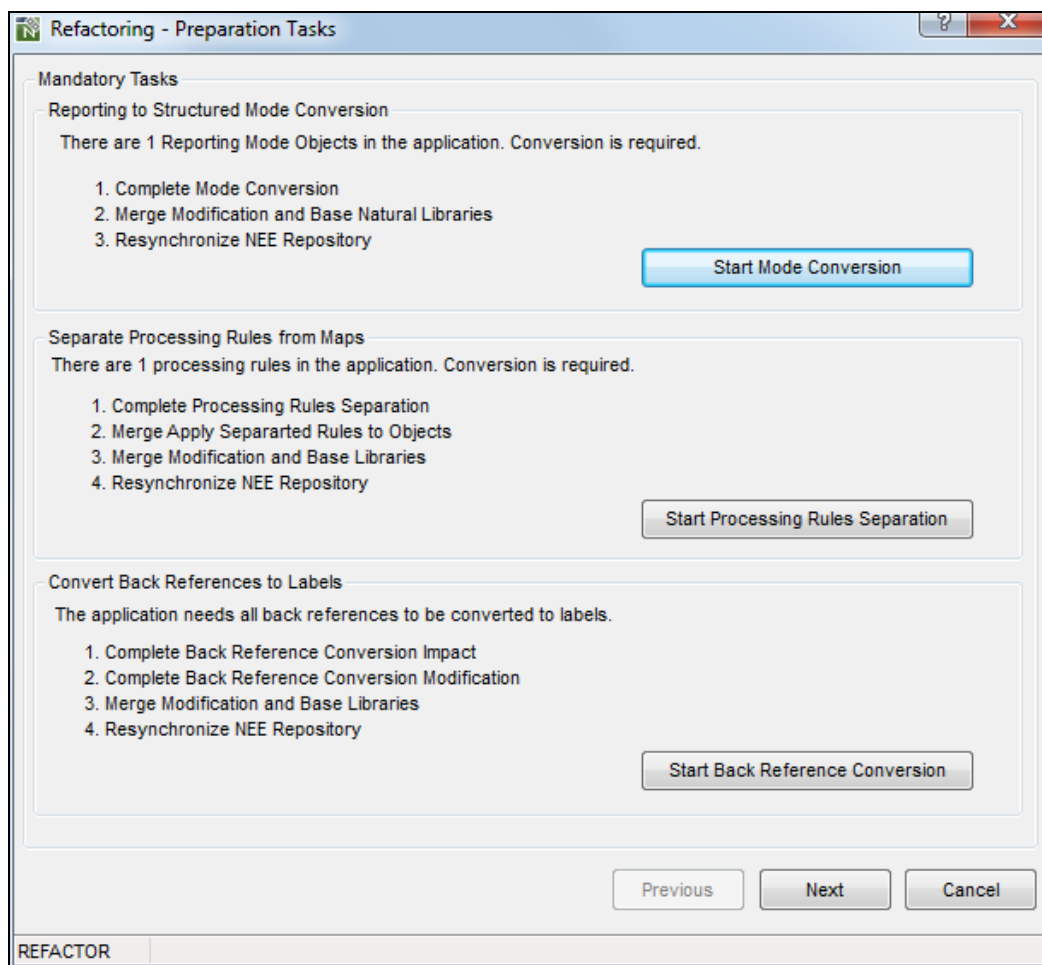 Refactoring - Preparation Tasks
? X
Mandatory Tasks
Reporting to Structured Mode Conversion
There are 1 Reporting Mode Objects in the application. Conversion is required.
1. Complete Mode Conversion
2. Merge Modification and Base Natural Libraries
3. Resynchronize NEE Repository
Start Mode Conversion
Separate Processing Rules from Maps
There are 1 processing rules in the application. Conversion is required.
1. Complete Processing Rules Separation
2. Merge Apply Separarted Rules to Objects
3. Merge Modification and Base Libraries
4. Resynchronize NEE Repository
Start Processing Rules Separation
Convert Back References to Labels
The application needs all back references to be converted to labels.
1. Complete Back Reference Conversion Impact
2. Complete Back Reference Conversion Modification
3. Merge Modification and Base Libraries
4. Resynchronize NEE Repository
Start Back Reference Conversion
Previous Next Cancel
REFACTOR